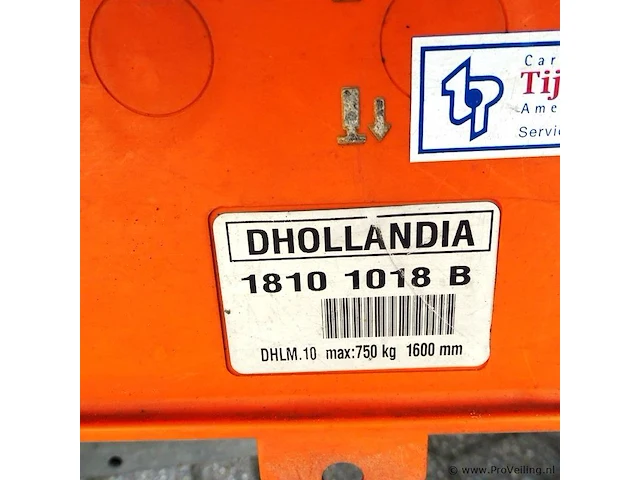 Car
Tij
Ame
Servic
DHOLLANDIA
1810 1018 B
DHLM.10 max:750 kg 1600 mm
© www.ProVeiling.nl